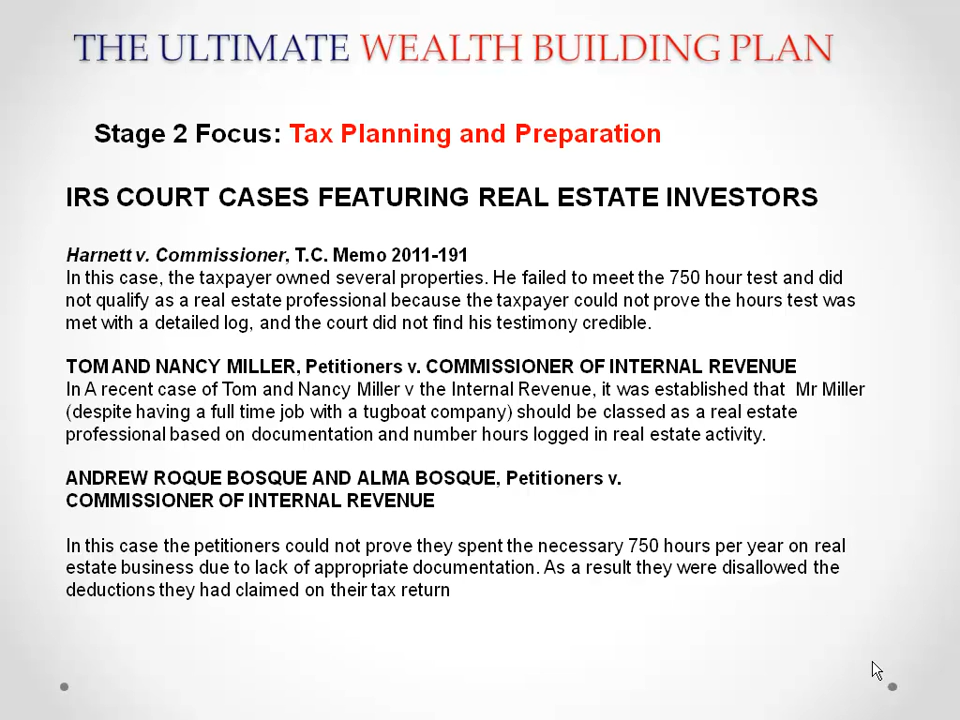 THE ULTIMATE WEALTH BUILDING PLAN
Stage 2 Focus: Tax Planning and Preparation
IRS COURT CASES FEATURING REAL ESTATE INVESTORS
Harnett v. Commissioner, T.C. Memo 2011-191
In this case, the taxpayer owned several properties. He failed to meet the 750 hour test and did
not qualify as a real estate professional because the taxpayer could not prove the hours test was
met with a detailed log, and the court did not find his testimony credible.
TOM AND NANCY MILLER, Petitioners v. COMMISSIONER OF INTERNAL REVENUE
In A recent case of Tom and Nancy Miller v the Internal Revenue, it was established that Mr Miller
(despite having a full time job with a tugboat company) should be classed as a real estate
professional based on documentation and number hours logged in real estate activity.
ANDREW ROQUE BOSQUE AND ALMA BOSQUE, Petitioners v.
COMMISSIONER OF INTERNAL REVENUE
In this case the petitioners could not prove they spent the necessary 750 hours per year on real
estate business due to lack of appropriate documentation. As a result they were disallowed the
deductions they had claimed on their tax return